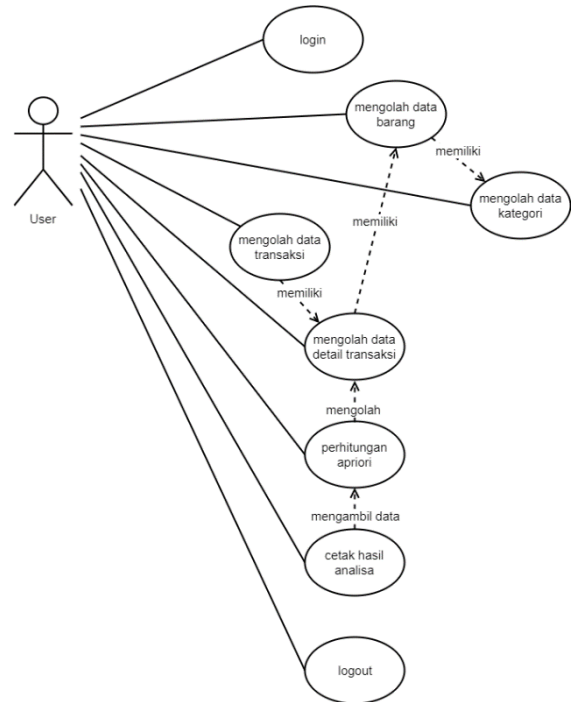 login
mengolah data
barang
memiliki
mengolah data
kategori
User
memiliki
mengolah data
transaksi
memiliki
mengolah data
detail transaksi
mengolah
perhitungan
apriori
mengambil data
cetak hasil
analisa
logout